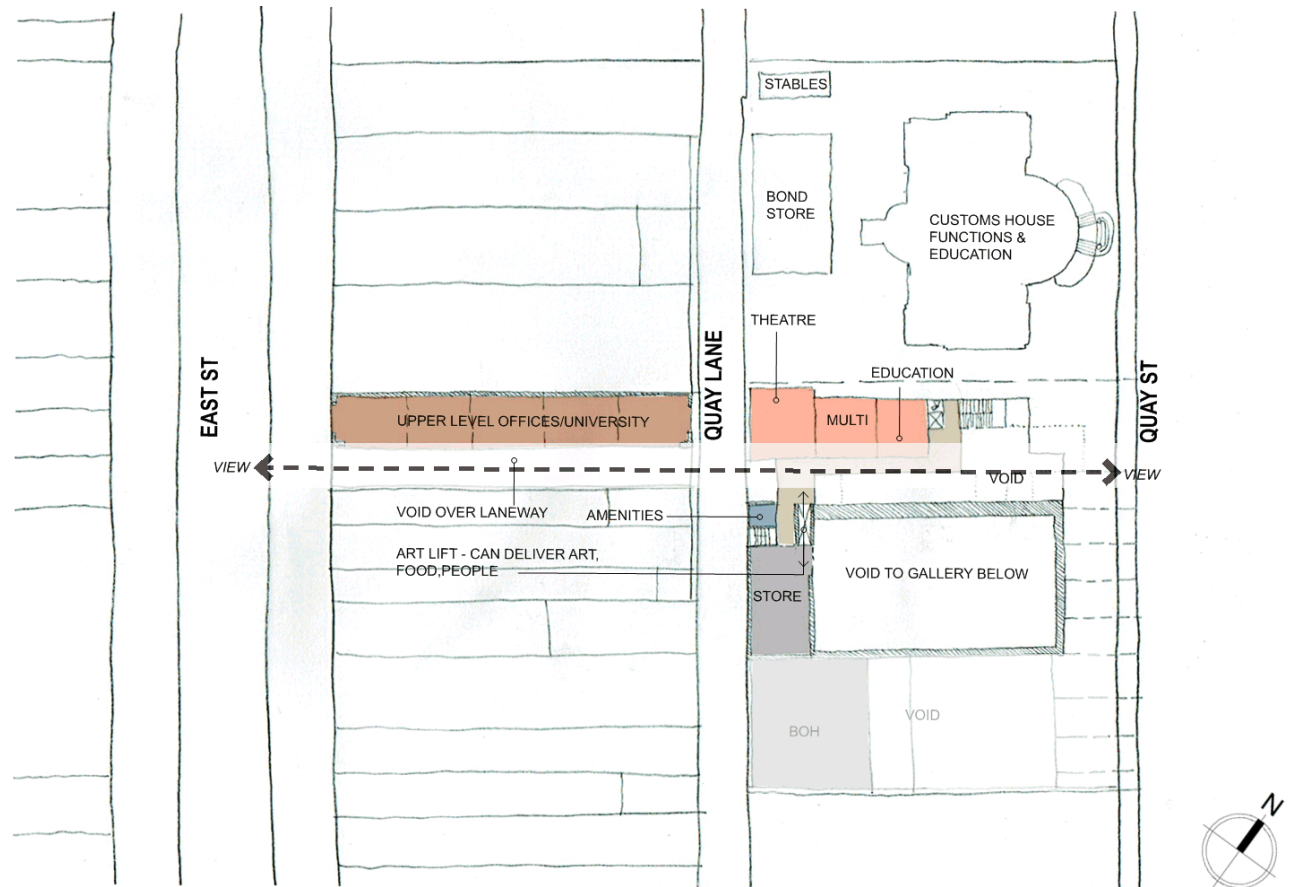 STABLES
BOND
STORE
CUSTOMS HOUSE
FUNCTIONS &
EDUCATION
THEATRE
EDUCATION
EAST ST
QUAY LANE
QUAY ST
UPPER LEVEL OFFICES/UNIVERSITY
MULTI
VIEW
VIEW
VOID
VOID OVER LANEWAY
AMENITIES
ART LIFT - CAN DELIVER ART,
FOOD,PEOPLE
VOID TO GALLERY BELOW
STORE
VOID
BOH
N